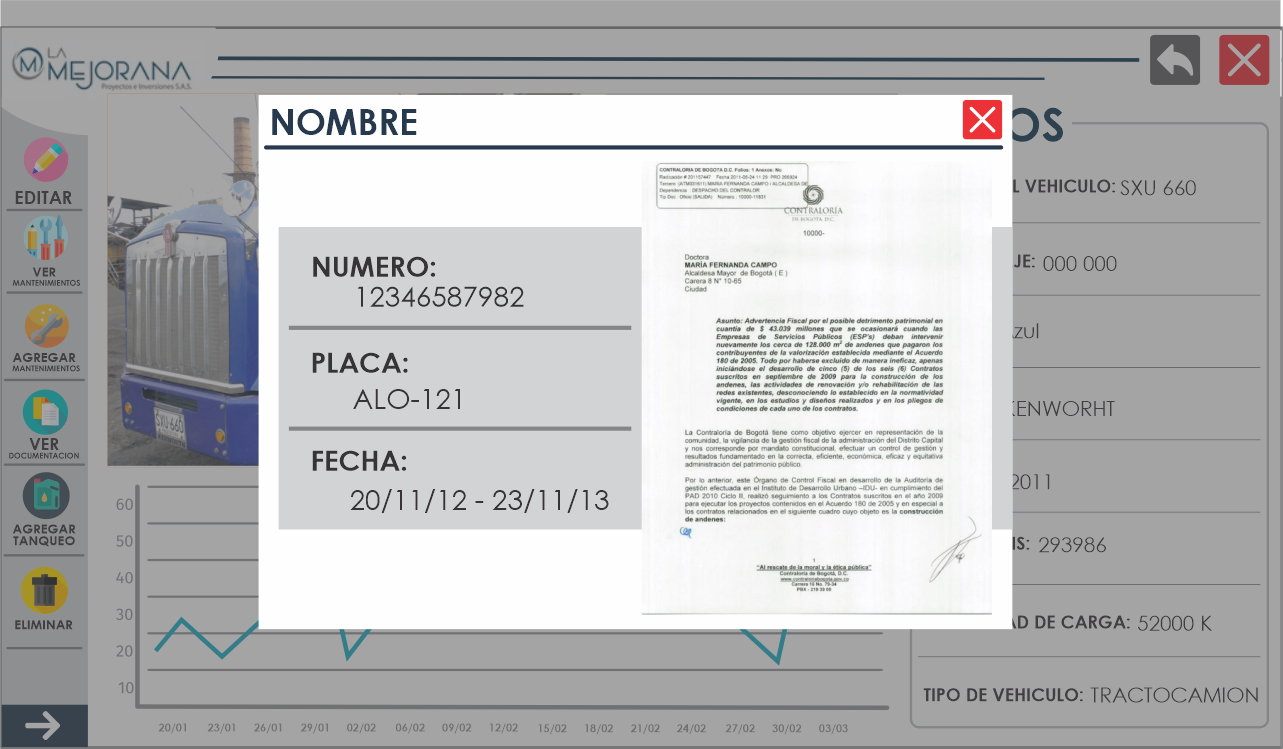 LA
MEJORANA
Proyectos e Inversiones S.A.S.
EDITAR
VER
MANTENIMIENTOS
AGREGAR
MANTENIMIENTOS
VER
DOCUMENTACION
AGREGAR
TANQUEO
ELIMINAR
SXU-660
NOMBRE
NUMERO:
12346587982
PLACA:
ALO-121
FECHA:
20/11/12 - 23/11/13
CONTRALORIA DE BOGOTA D.C. Folios: 1 Anexos: No
Radicación # 201157447 Fecha 2011-05-24 11:29 PRO 265924
Tercero: (ATM031611) MARIA FERNANDA CAMPO / ALCALDESA DE
Dependencia : DESPACHO DEL CONTRALOR
Tip Doc : Oficio (SALIDA) Número : 10000-11831
CONTRALORÍA
DE BOGOTÁ, D.C.
10000-
Doctora
MARÍA FERNANDA CAMPO
Alcaldesa Mayor de Bogotá ( E )
Carera 8 N° 10-65
Ciudad
Asunto: Advertencia Fiscal por el posible detrimento patrimonial en
cuantía de $ 43.039 millones que se ocasionará cuando las
Empresas de Servicios Públicos (ESP's) deban intervenir
nuevamente los cerca de 128.000 m² de andenes que pagaron los
contribuyentes de la valorización establecida mediante el Acuerdo
180 de 2005. Todo por haberse excluido de manera ineficaz, apenas
iniciándose el desarrollo de cinco (5) de los seis (6) Contratos
suscritos en septiembre de 2009 para la construcción de los
andenes, las actividades de renovación y/o rehabilitación de las
redes existentes, desconociendo lo establecido en la normatividad
vigente, en los estudios y diseños realizados y en los pliegos de
condiciones de cada uno de los contratos.
La Contraloría de Bogotá tiene como objetivo ejercer en representación de la
comunidad, la vigilancia de la gestión fiscal de la administración del Distrito Capital
y nos corresponde por mandato constitucional, efectuar un control de gestión y
resultados fundamentado en la correcta, eficiente, económica, eficaz y equitativa
administración del patrimonio público.
Por lo anterior, este Órgano de Control Fiscal en desarrollo de la Auditoría de
gestión efectuada en el Instituto de Desarrollo Urbano –IDU- en cumplimiento del
PAD 2010 Ciclo II, realizó seguimiento a los Contratos suscritos en el año 2009
para ejecutar los proyectos contenidos en el Acuerdo 180 de 2005 y en especial a
los contratos relacionados en el siguiente cuadro cuyo objeto es la construcción
de andenes:
1
"Al rescate de la moral y la ética pública"
Contraloría de Bogotá, D.C.
www.contraloriabogota.gov.co
Carrera 16 No. 79-34
PBX : 218 39 00
OS
L VEHICULO: SXU 660
JE: 000 000
Azul
KENWORHT
2011
IS: 293986
AD DE CARGA: 52000 K
TIPO DE VEHICULO: TRACTOCAMION
60
50
40
30
20
10
20/01 23/01 26/01 29/01 02/02 06/02 09/02 12/02 15/02 18/02 21/02 24/02 27/02 30/02 03/03